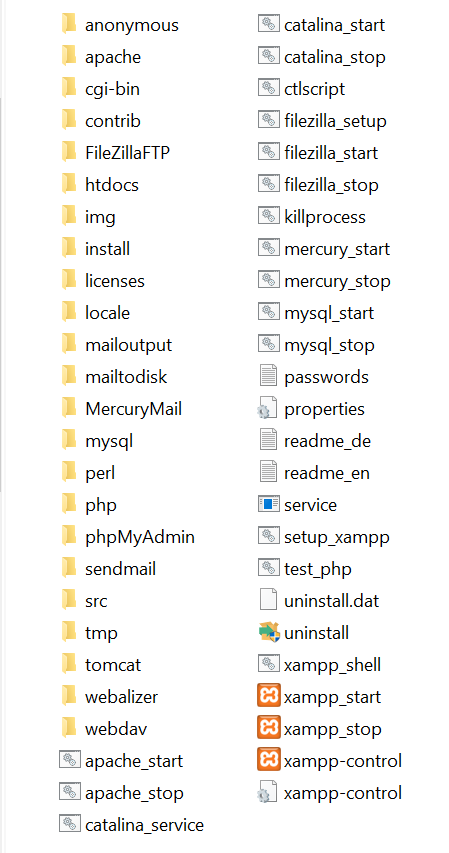 anonymous
apache
cgi-bin
contrib
FileZillaFTP
htdocs
img
install
licenses
locale
mailoutput
mailtodisk
MercuryMail
mysql
perl
php
phpMyAdmin
sendmail
src
tmp
tomcat
webalizer
webdav
apache_start
apache_stop
catalina_service
catalina_start
catalina_stop
ctlscript
filezilla_setup
filezilla_start
filezilla_stop
killprocess
mercury_start
mercury_stop
mysql_start
mysql_stop
passwords
properties
readme_de
readme_en
service
setup_xampp
test_php
uninstall.dat
uninstall
xampp_shell
xampp_start
xampp_stop
xampp-control
xampp-control